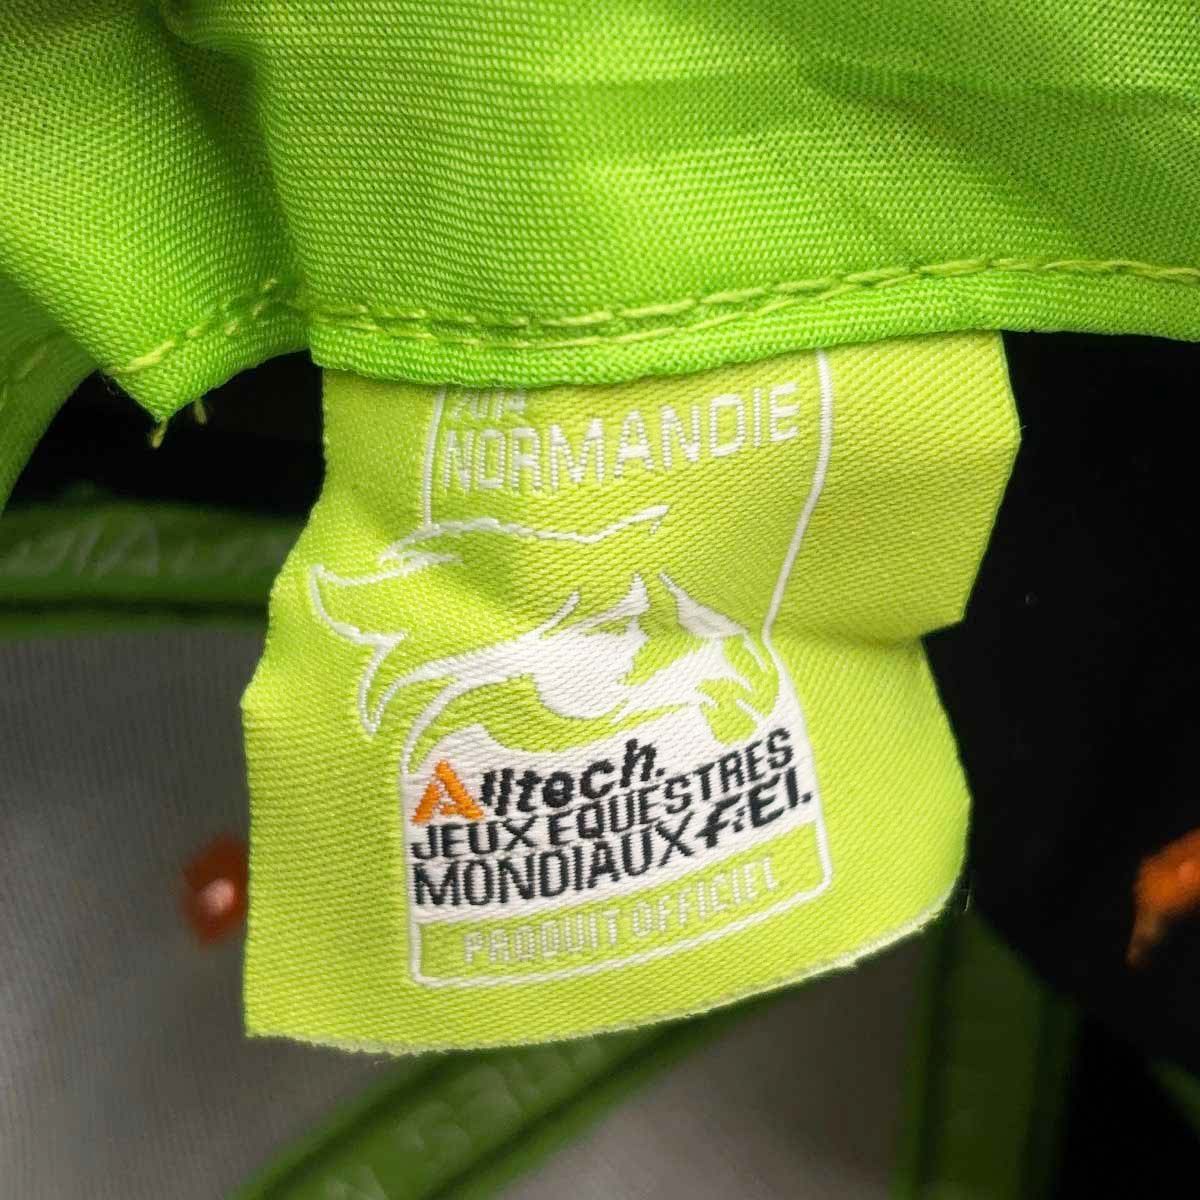 2014
NORMANDIE
Alltech.
JEUX EQUESTRES
MONDIAUX FEI.
PRODUIT OFFICIEL